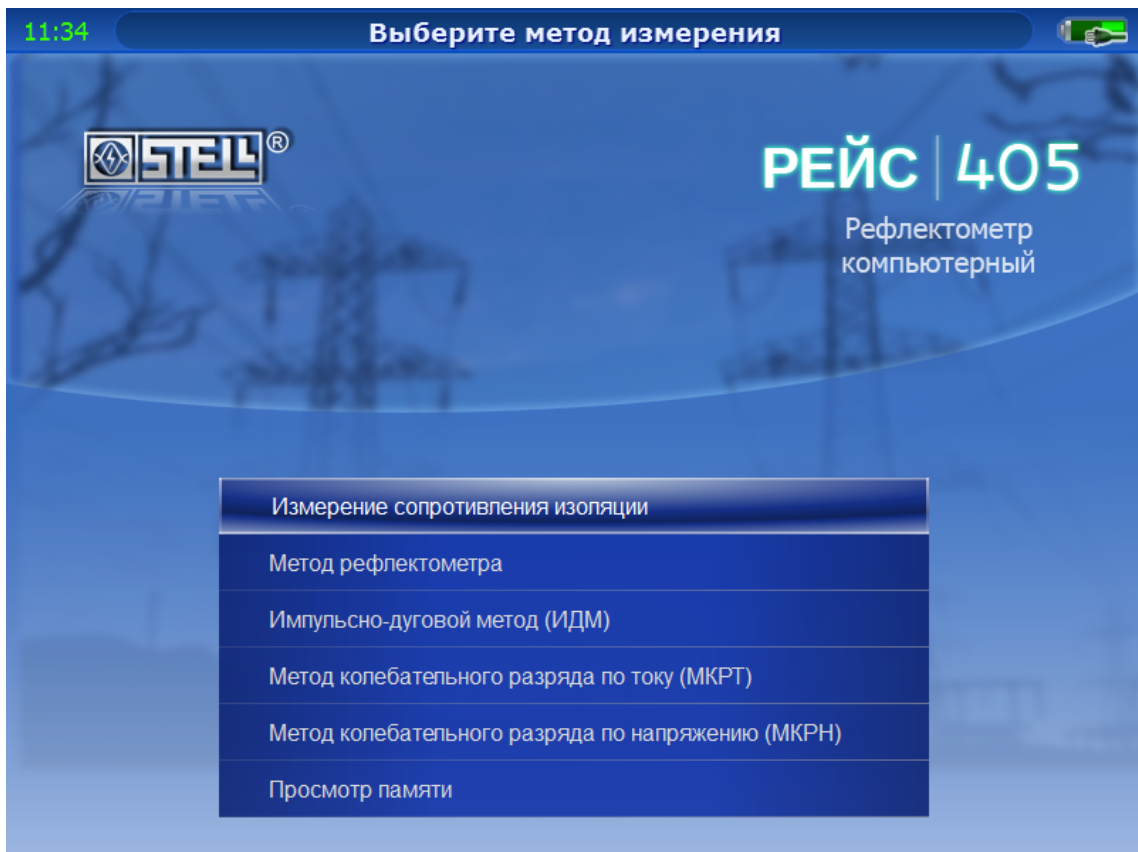 11:34
Выберите метод измерения
STELL®
РЕЙС 405
Рефлектометр
компьютерный
Измерение сопротивления изоляции
Метод рефлектометра
Импульсно-дуговой метод (ИДМ)
Метод колебательного разряда по току (МКРТ)
Метод колебательного разряда по напряжению (МКРН)
Просмотр памяти